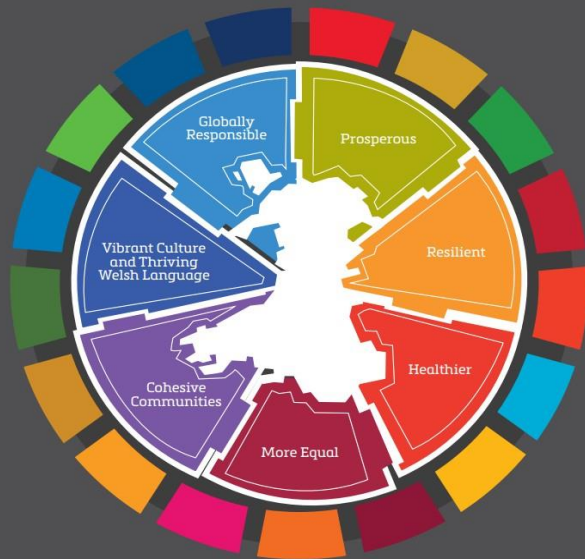 Globally
Responsible
Prosperous
Resilient
Healthier
More Equal
Cohesive
Communities
Vibrant Culture
and Thriving
Welsh Language